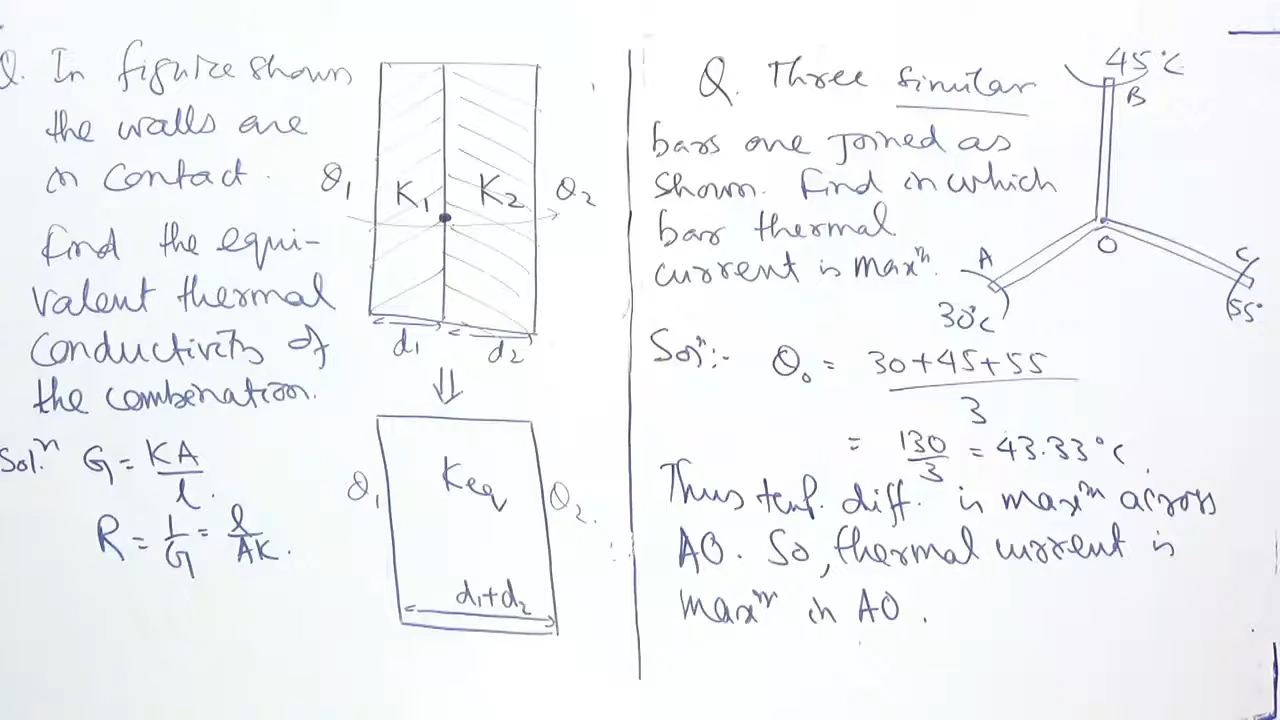 Q. In figure shown
the walls are
in contact.
Find the equi-
valent thermal
conductivity of
the combination.
θ₁ K₁ K₂ θ₂
d₁ d₂
⇓
Solⁿ. G = KA/l.
R = 1/G = l/AK.
θ₁ Keq θ₂.
d₁+d₂
Q. Three similar
bars are joined as
shown. Find in which
bar thermal
current is maxᵐ.
45°C
B
O
A
30°C
C
55°
Solⁿ:- θ₀ = 30+45+55/3
= 130/3 = 43.33°C.
Thus temp. diff. is maxᵐ across
AO. So, thermal current is
maxᵐ in AO.